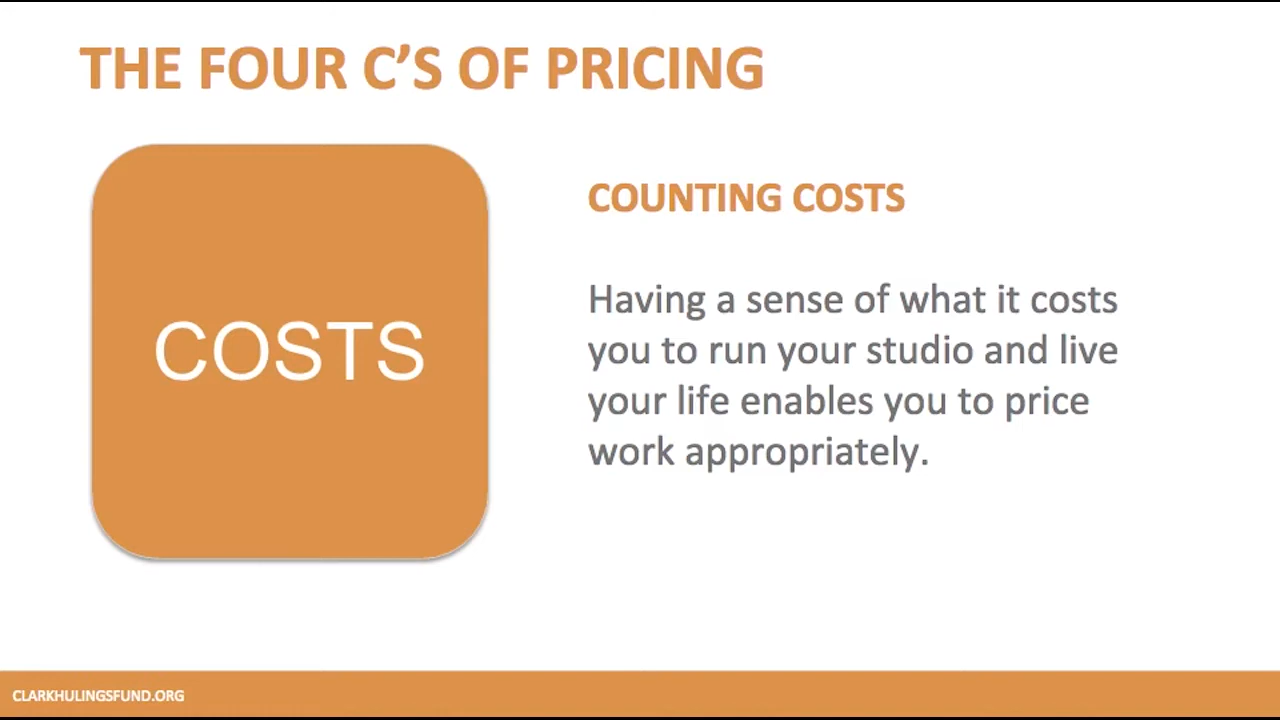 THE FOUR C’S OF PRICING
COSTS
COUNTING COSTS
Having a sense of what it costs
you to run your studio and live
your life enables you to price
work appropriately.
CLARKHULINGSFUND.ORG